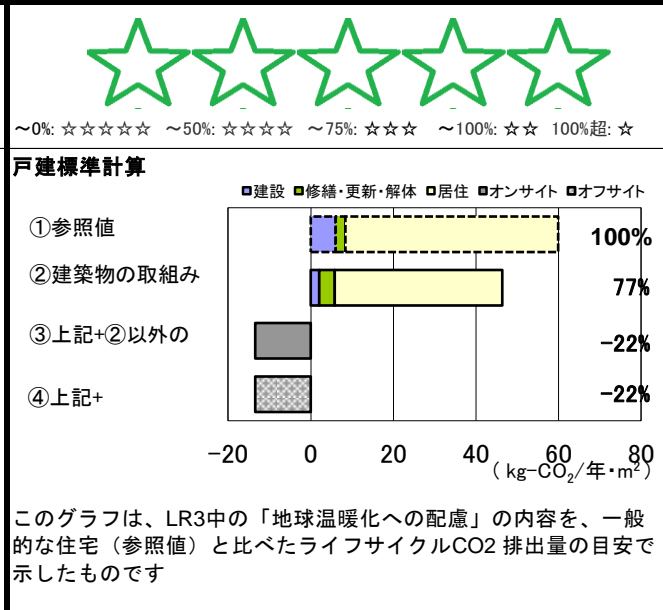 ～0%: ☆☆☆☆☆ ～50%: ☆☆☆☆ ～75%: ☆☆☆ ～100%: ☆☆ 100%超: ☆
戸建標準計算
■建設 ■修繕・更新・解体 ■居住 ■オンサイト ■オフサイト
①参照値 100%
②建築物の取組み 77%
③上記+②以外の -22%
④上記+ -22%
-20 0 20 40 60 80
（ kg-CO2/年・m2）
このグラフは、LR3中の「地球温暖化への配慮」の内容を、一般
的な住宅（参照値）と比べたライフサイクルCO2 排出量の目安で
示したものです